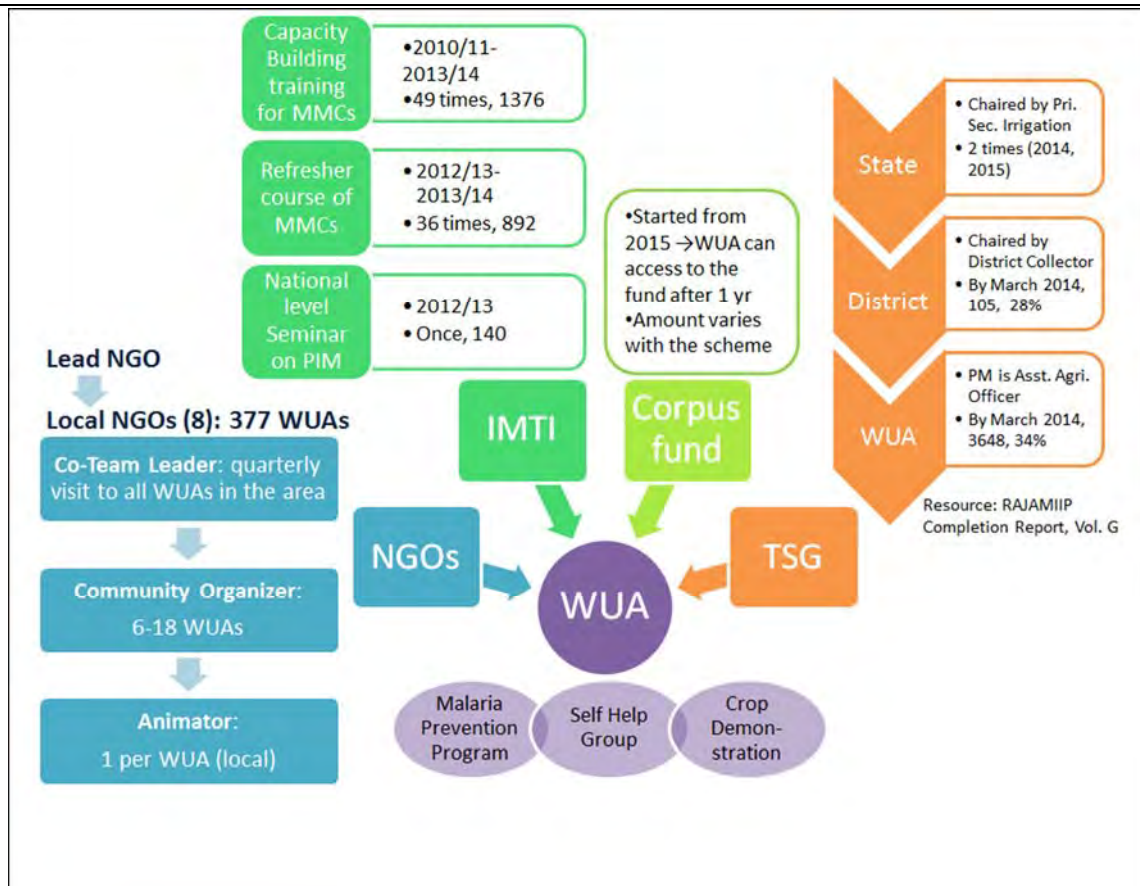 Capacity
Building
training
for MMCs
•2010/11-
2013/14
•49 times, 1376
Refresher
course of
MMCs
•2012/13-
2013/14
•36 times, 892
National
level
Seminar
on PIM
•2012/13
•Once, 140
•Started from
2015 →WUA can
access to the
fund after 1 yr
•Amount varies
with the scheme
State
• Chaired by Pri.
Sec. Irrigation
• 2 times (2014,
2015)
District
• Chaired by
District Collector
• By March 2014,
105, 28%
WUA
• PM is Asst. Agri.
Officer
• By March 2014,
3648, 34%
Resource: RAJAMIIP
Completion Report, Vol. G
Lead NGO
Local NGOs (8): 377 WUAs
Co-Team Leader: quarterly
visit to all WUAs in the area
Community Organizer:
6-18 WUAs
Animator:
1 per WUA (local)
NGOs
IMTI
Corpus
fund
TSG
WUA
Malaria
Prevention
Program
Self Help
Group
Crop
Demon-
stration